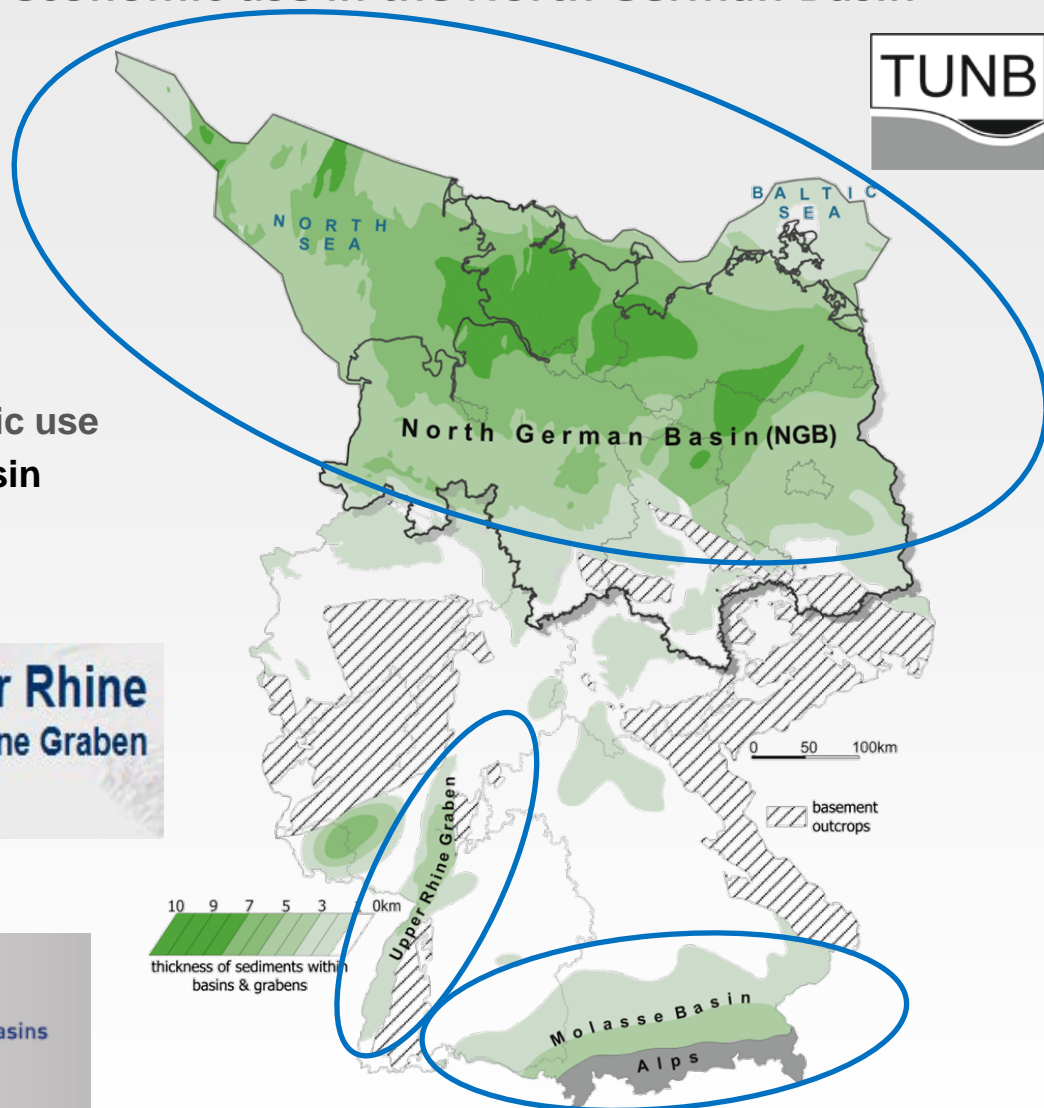 TUNB
BALTIC
SEA
NORTH
SEA
ic use
North German Basin (NGB)
sin
r Rhine
ne Graben
0 50 100km
basement
outcrops
Upper Rhine Graben
10 9 7 5 3 1 0km
thickness of sediments within
basins & grabens
asins
Molasse Basin
Alps